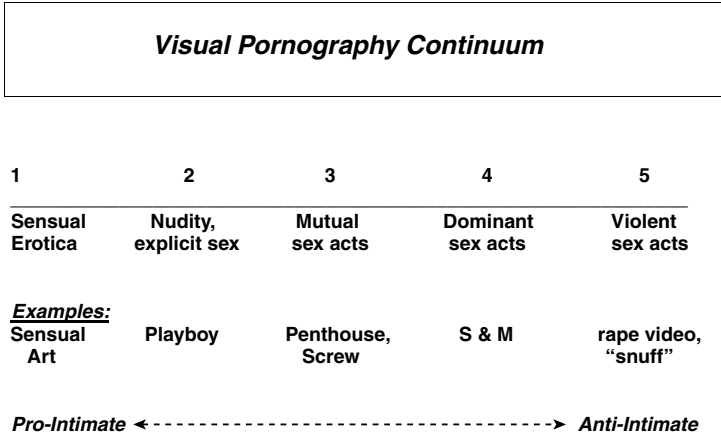 Visual Pornography Continuum
1 2 3 4 5
Sensual Nudity, Mutual Dominant Violent
Erotica explicit sex sex acts sex acts sex acts
Examples:
Sensual Playboy Penthouse, S & M rape video,
Art Screw “snuff”
Pro-Intimate Anti-Intimate